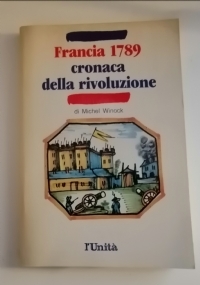 Francia 1789
cronaca
della rivoluzione
di Michel Winock
l'Unità